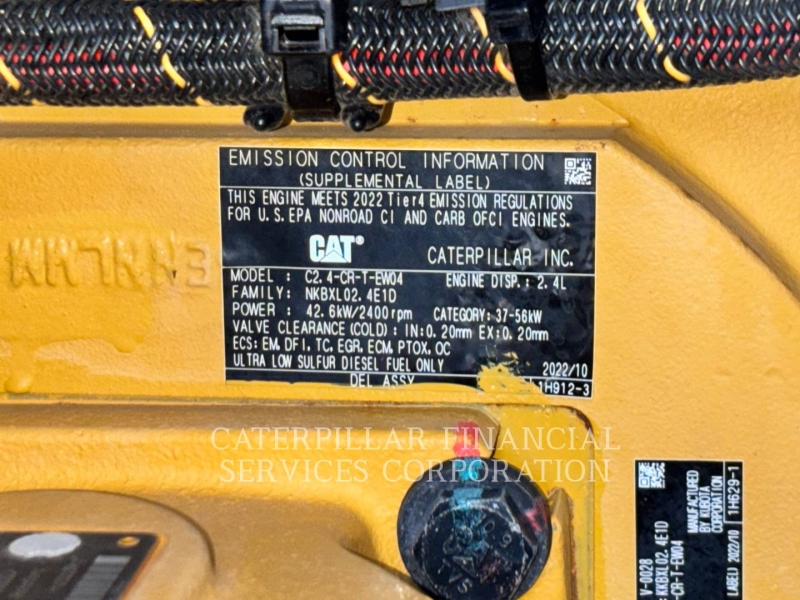 EMISSION CONTROL INFORMATION
(SUPPLEMENTAL LABEL)
THIS ENGINE MEETS 2022 Tier4 EMISSION REGULATIONS
FOR U.S.EPA NONROAD CI AND CARB OFCI ENGINES.
CAT® CATERPILLAR INC.
MODEL : C2.4-CR-T-EW04 ENGINE DISP.: 2.4L
FAMILY: NKBXL02.4E1D
POWER : 42.6kW/2400rpm CATEGORY: 37-56kW
VALVE CLEARANCE(COLD) : IN:0.20mm EX:0.20mm
ECS: EM, DFI, TC, EGR, ECM, PTOX, OC
ULTRA LOW SULFUR DIESEL FUEL ONLY 2022/10
DEL ASSY 1H912-3
CATERPILLAR FINANCIAL
SERVICES CORPORATION
MANUFACTURED
BY KUBOTA
CORPORATION
1H629-1
V-0028
KKBXL02.4E1D
-CR-T-EW04
LABEL) 2022/10